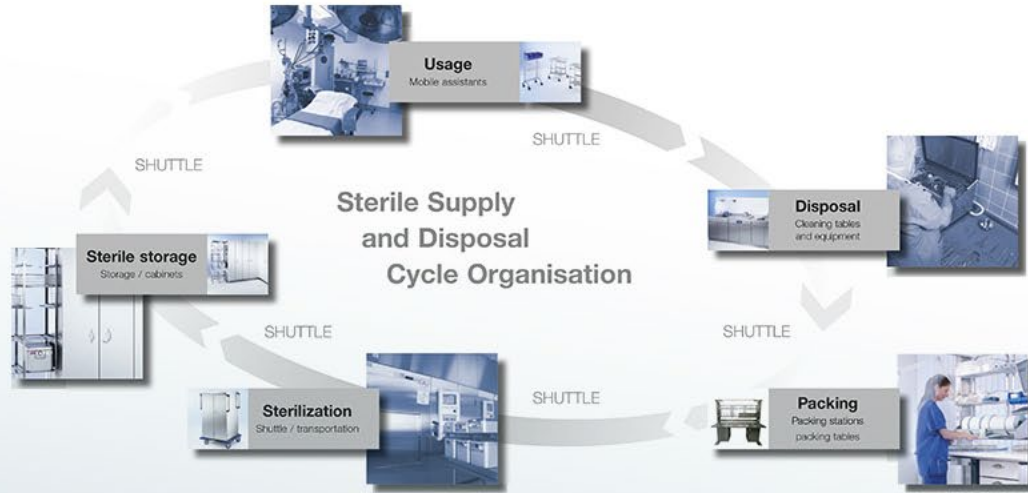 Usage
Mobile assistants
SHUTTLE
SHUTTLE
Sterile Supply
and Disposal
Cycle Organisation
Disposal
Cleaning tables
and equipment
Sterile storage
Storage / cabinets
SHUTTLE
SHUTTLE
Sterilization
Shuttle / transportation
SHUTTLE
Packing
Packing stations
packing tables